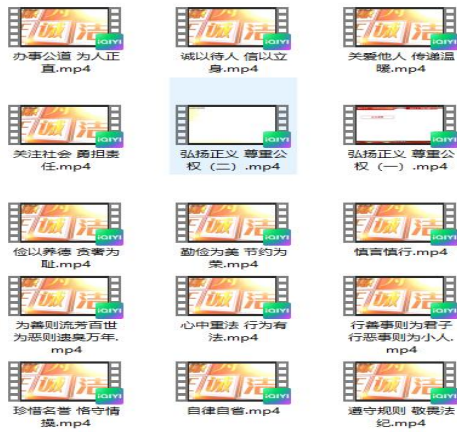 办事公道 为人正
直.mp4
诚以待人 信以立
身.mp4
关爱他人 传递温
暖.mp4
关注社会 勇担责
任.mp4
弘扬正义 尊重公
权（二）.mp4
弘扬正义 尊重公
权（一）.mp4
俭以养德 贪奢为
耻.mp4
勤俭为美 节约为
荣.mp4
慎言慎行.mp4
为善则流芳百世
为恶则遗臭万年.
mp4
心中重法 行为有
法.mp4
行善事则为君子
行恶事则为小人.
mp4
珍惜名誉 恪守情
操.mp4
自律自省.mp4
遵守规则 敬畏法
纪.mp4